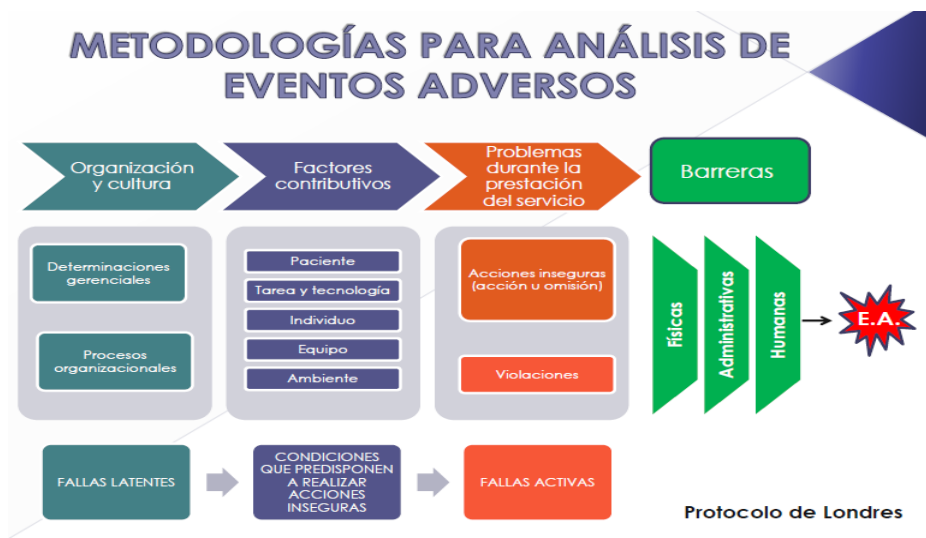 METODOLOGÍAS PARA ANÁLISIS DE
EVENTOS ADVERSOS
Organización
y cultura
Factores
contributivos
Problemas
durante la
prestación
del servicio
Barreras
Determinaciones
gerenciales
Procesos
organizacionales
Paciente
Tarea y tecnología
Individuo
Equipo
Ambiente
Acciones inseguras
(acción u omisión)
Violaciones
Físicas
Administrativas
Humanas
E.A.
FALLAS LATENTES
CONDICIONES
QUE PREDISPONEN
A REALIZAR
ACCIONES
INSEGURAS
FALLAS ACTIVAS
Protocolo de Londres